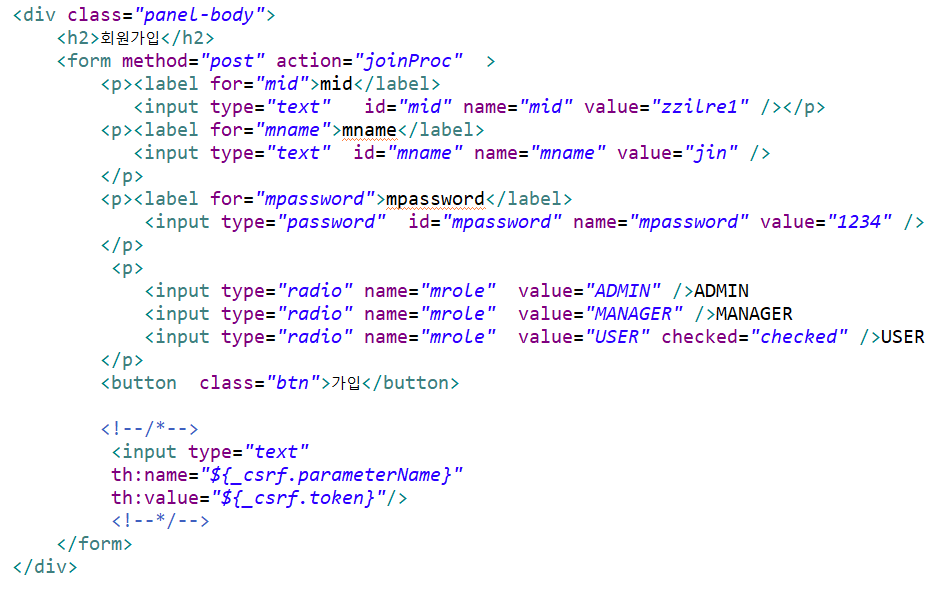 <div class="panel-body">
    <h2>회원가입</h2>
    <form method="post" action="joinProc"  >
        <p><label for="mid">mid</label>
           <input type="text"   id="mid" name="mid" value="zzilre1" /></p>
        <p><label for="mname">mname</label>
           <input type="text"  id="mname" name="mname" value="jin" />
        </p>
        <p><label for="mpassword">mpassword</label>
            <input type="password"  id="mpassword" name="mpassword" value="1234" />
        </p>
         <p>
            <input type="radio" name="mrole"  value="ADMIN" />ADMIN
            <input type="radio" name="mrole"  value="MANAGER" />MANAGER
            <input type="radio" name="mrole"  value="USER" checked="checked" />USER
        </p>
        <button  class="btn">가입</button>

        <!--/*-->
         <input type="text"
         th:name="${_csrf.parameterName}"
         th:value="${_csrf.token}"/>
         <!--*/-->
    </form>
</div>